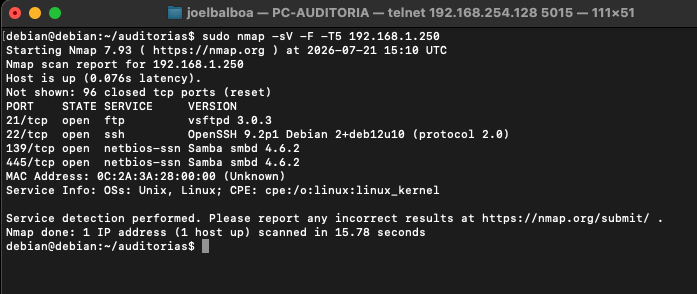 joelbalboa — PC-AUDITORIA — telnet 192.168.254.128 5015 — 111×51
debian@debian:~/auditorias$ sudo nmap -sV -F -T5 192.168.1.250
Starting Nmap 7.93 ( https://nmap.org ) at 2026-07-21 15:10 UTC
Nmap scan report for 192.168.1.250
Host is up (0.076s latency).
Not shown: 96 closed tcp ports (reset)
PORT    STATE SERVICE     VERSION
21/tcp  open  ftp         vsftpd 3.0.3
22/tcp  open  ssh         OpenSSH 9.2p1 Debian 2+deb12u10 (protocol 2.0)
139/tcp open  netbios-ssn Samba smbd 4.6.2
445/tcp open  netbios-ssn Samba smbd 4.6.2
MAC Address: 0C:2A:3A:28:00:00 (Unknown)
Service Info: OSs: Unix, Linux; CPE: cpe:/o:linux:linux_kernel

Service detection performed. Please report any incorrect results at https://nmap.org/submit/ .
Nmap done: 1 IP address (1 host up) scanned in 15.78 seconds
debian@debian:~/auditorias$